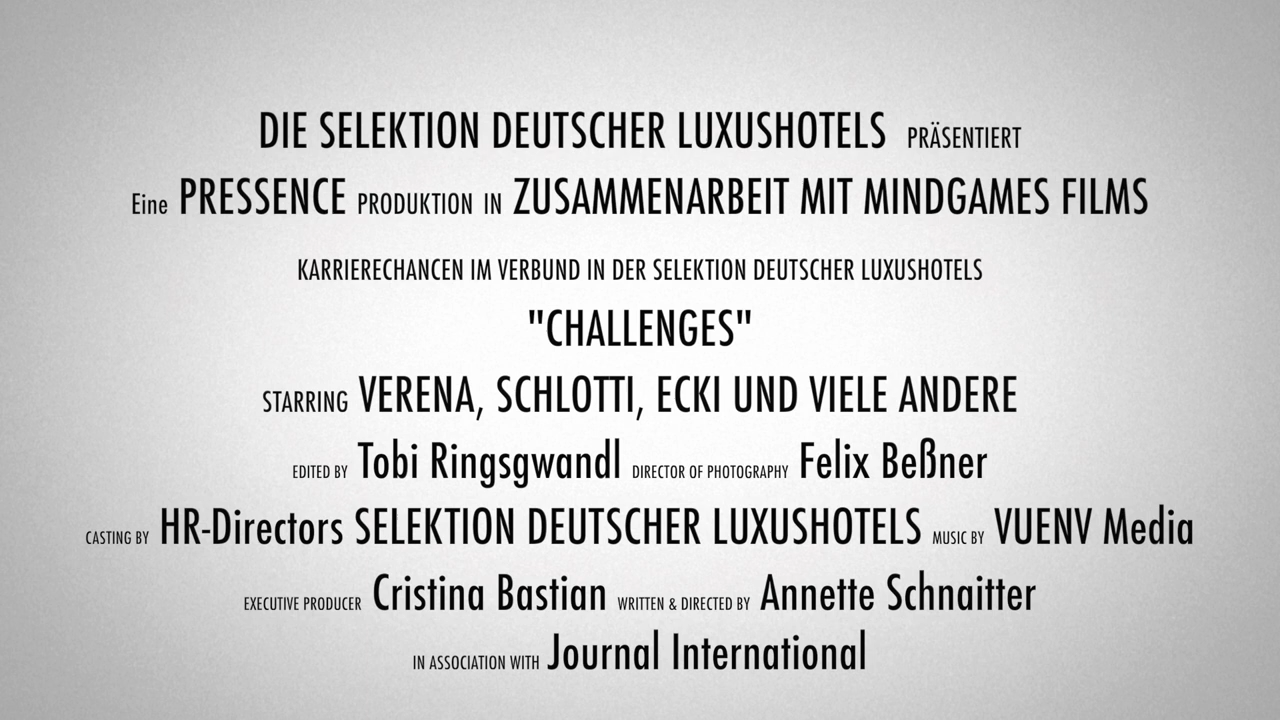 DIE SELEKTION DEUTSCHER LUXUSHOTELS PRÄSENTIERT
Eine PRESSENCE PRODUKTION IN ZUSAMMENARBEIT MIT MINDGAMES FILMS
KARRIERECHANCEN IM VERBUND IN DER SELEKTION DEUTSCHER LUXUSHOTELS
"CHALLENGES"
STARRING VERENA, SCHLOTTI, ECKI UND VIELE ANDERE
EDITED BY Tobi Ringsgwandl DIRECTOR OF PHOTOGRAPHY Felix Beßner
CASTING BY HR-Directors SELEKTION DEUTSCHER LUXUSHOTELS MUSIC BY VUENV Media
EXECUTIVE PRODUCER Cristina Bastian WRITTEN & DIRECTED BY Annette Schnaitter
IN ASSOCIATION WITH Journal International